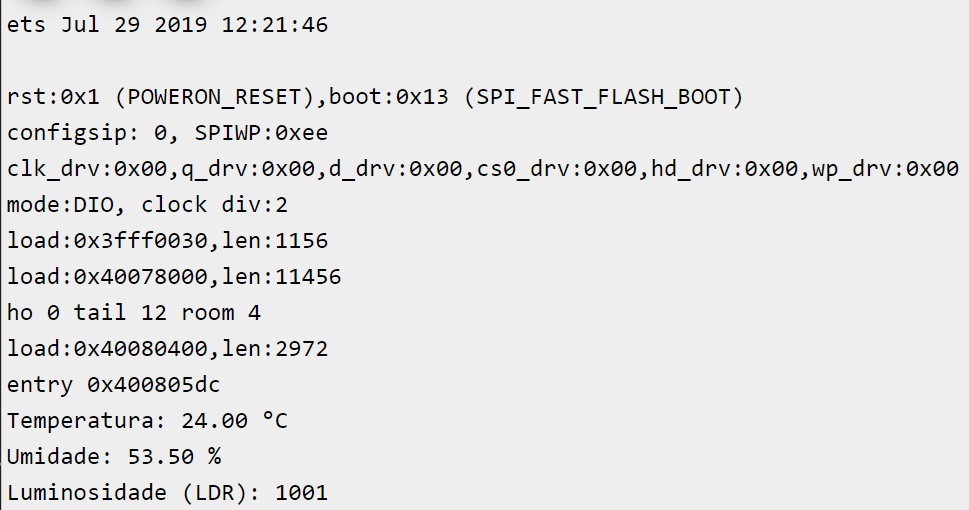 ets Jul 29 2019 12:21:46
rst:0x1 (POWERON_RESET),boot:0x13 (SPI_FAST_FLASH_BOOT)
configsip: 0, SPIWP:0xee
clk_drv:0x00,q_drv:0x00,d_drv:0x00,cs0_drv:0x00,hd_drv:0x00,wp_drv:0x00
mode:DIO, clock div:2
load:0x3fff0030,len:1156
load:0x40078000,len:11456
ho 0 tail 12 room 4
load:0x40080400,len:2972
entry 0x400805dc
Temperatura: 24.00 °C
Umidade: 53.50 %
Luminosidade (LDR): 1001